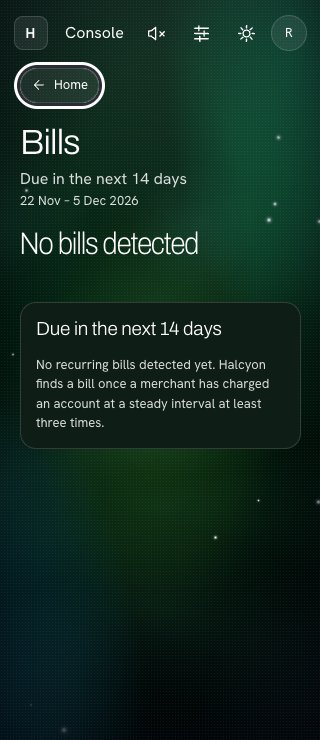 H Console R
← Home
Bills
Due in the next 14 days
22 Nov – 5 Dec 2026
No bills detected
Due in the next 14 days
No recurring bills detected yet. Halcyon
finds a bill once a merchant has charged
an account at a steady interval at least
three times.